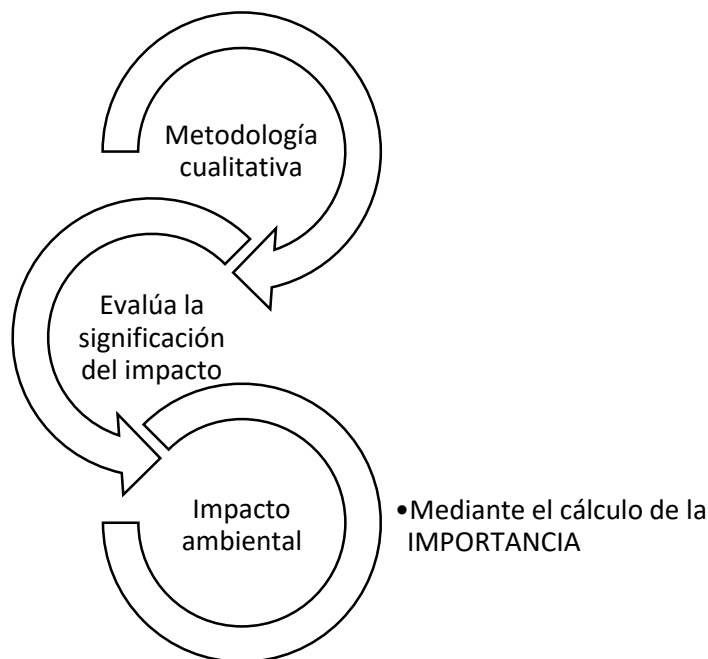 Metodología
cualitativa
Evalúa la
significación
del impacto
Impacto
ambiental
•Mediante el cálculo de la
IMPORTANCIA